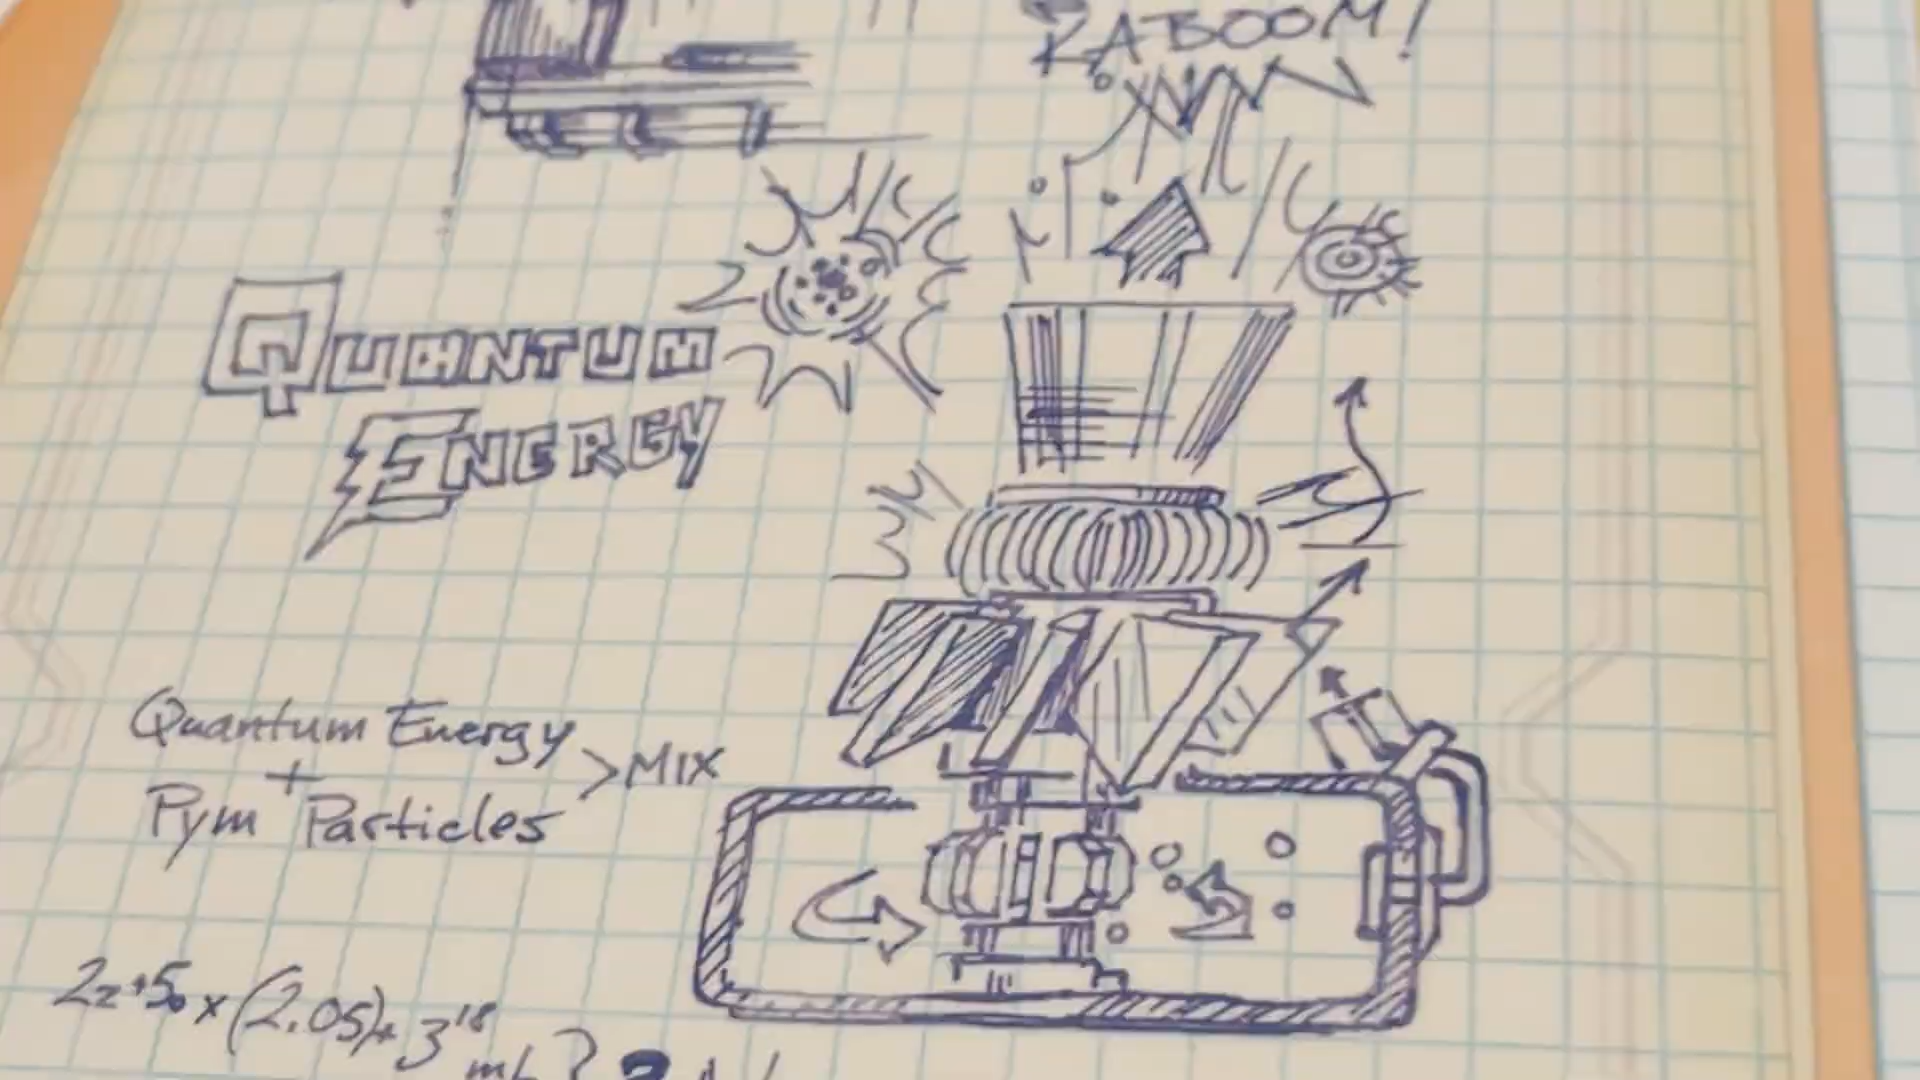 KABOOM!
QUANTUM
ENERGY
Quantum Energy
+
Pym Particles
>MIX